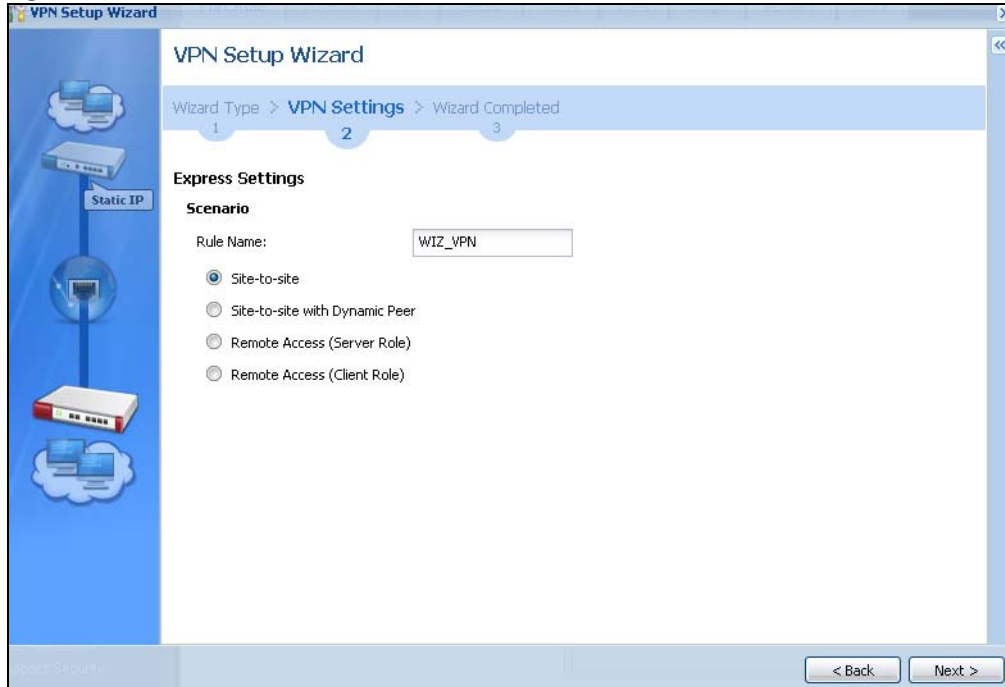 VPN Setup Wizard
VPN Setup Wizard
Wizard Type > VPN Settings > Wizard Completed
1 2 3
Static IP
Express Settings
Scenario
Rule Name: WIZ_VPN
Site-to-site
Site-to-site with Dynamic Peer
Remote Access (Server Role)
Remote Access (Client Role)
< Back Next >